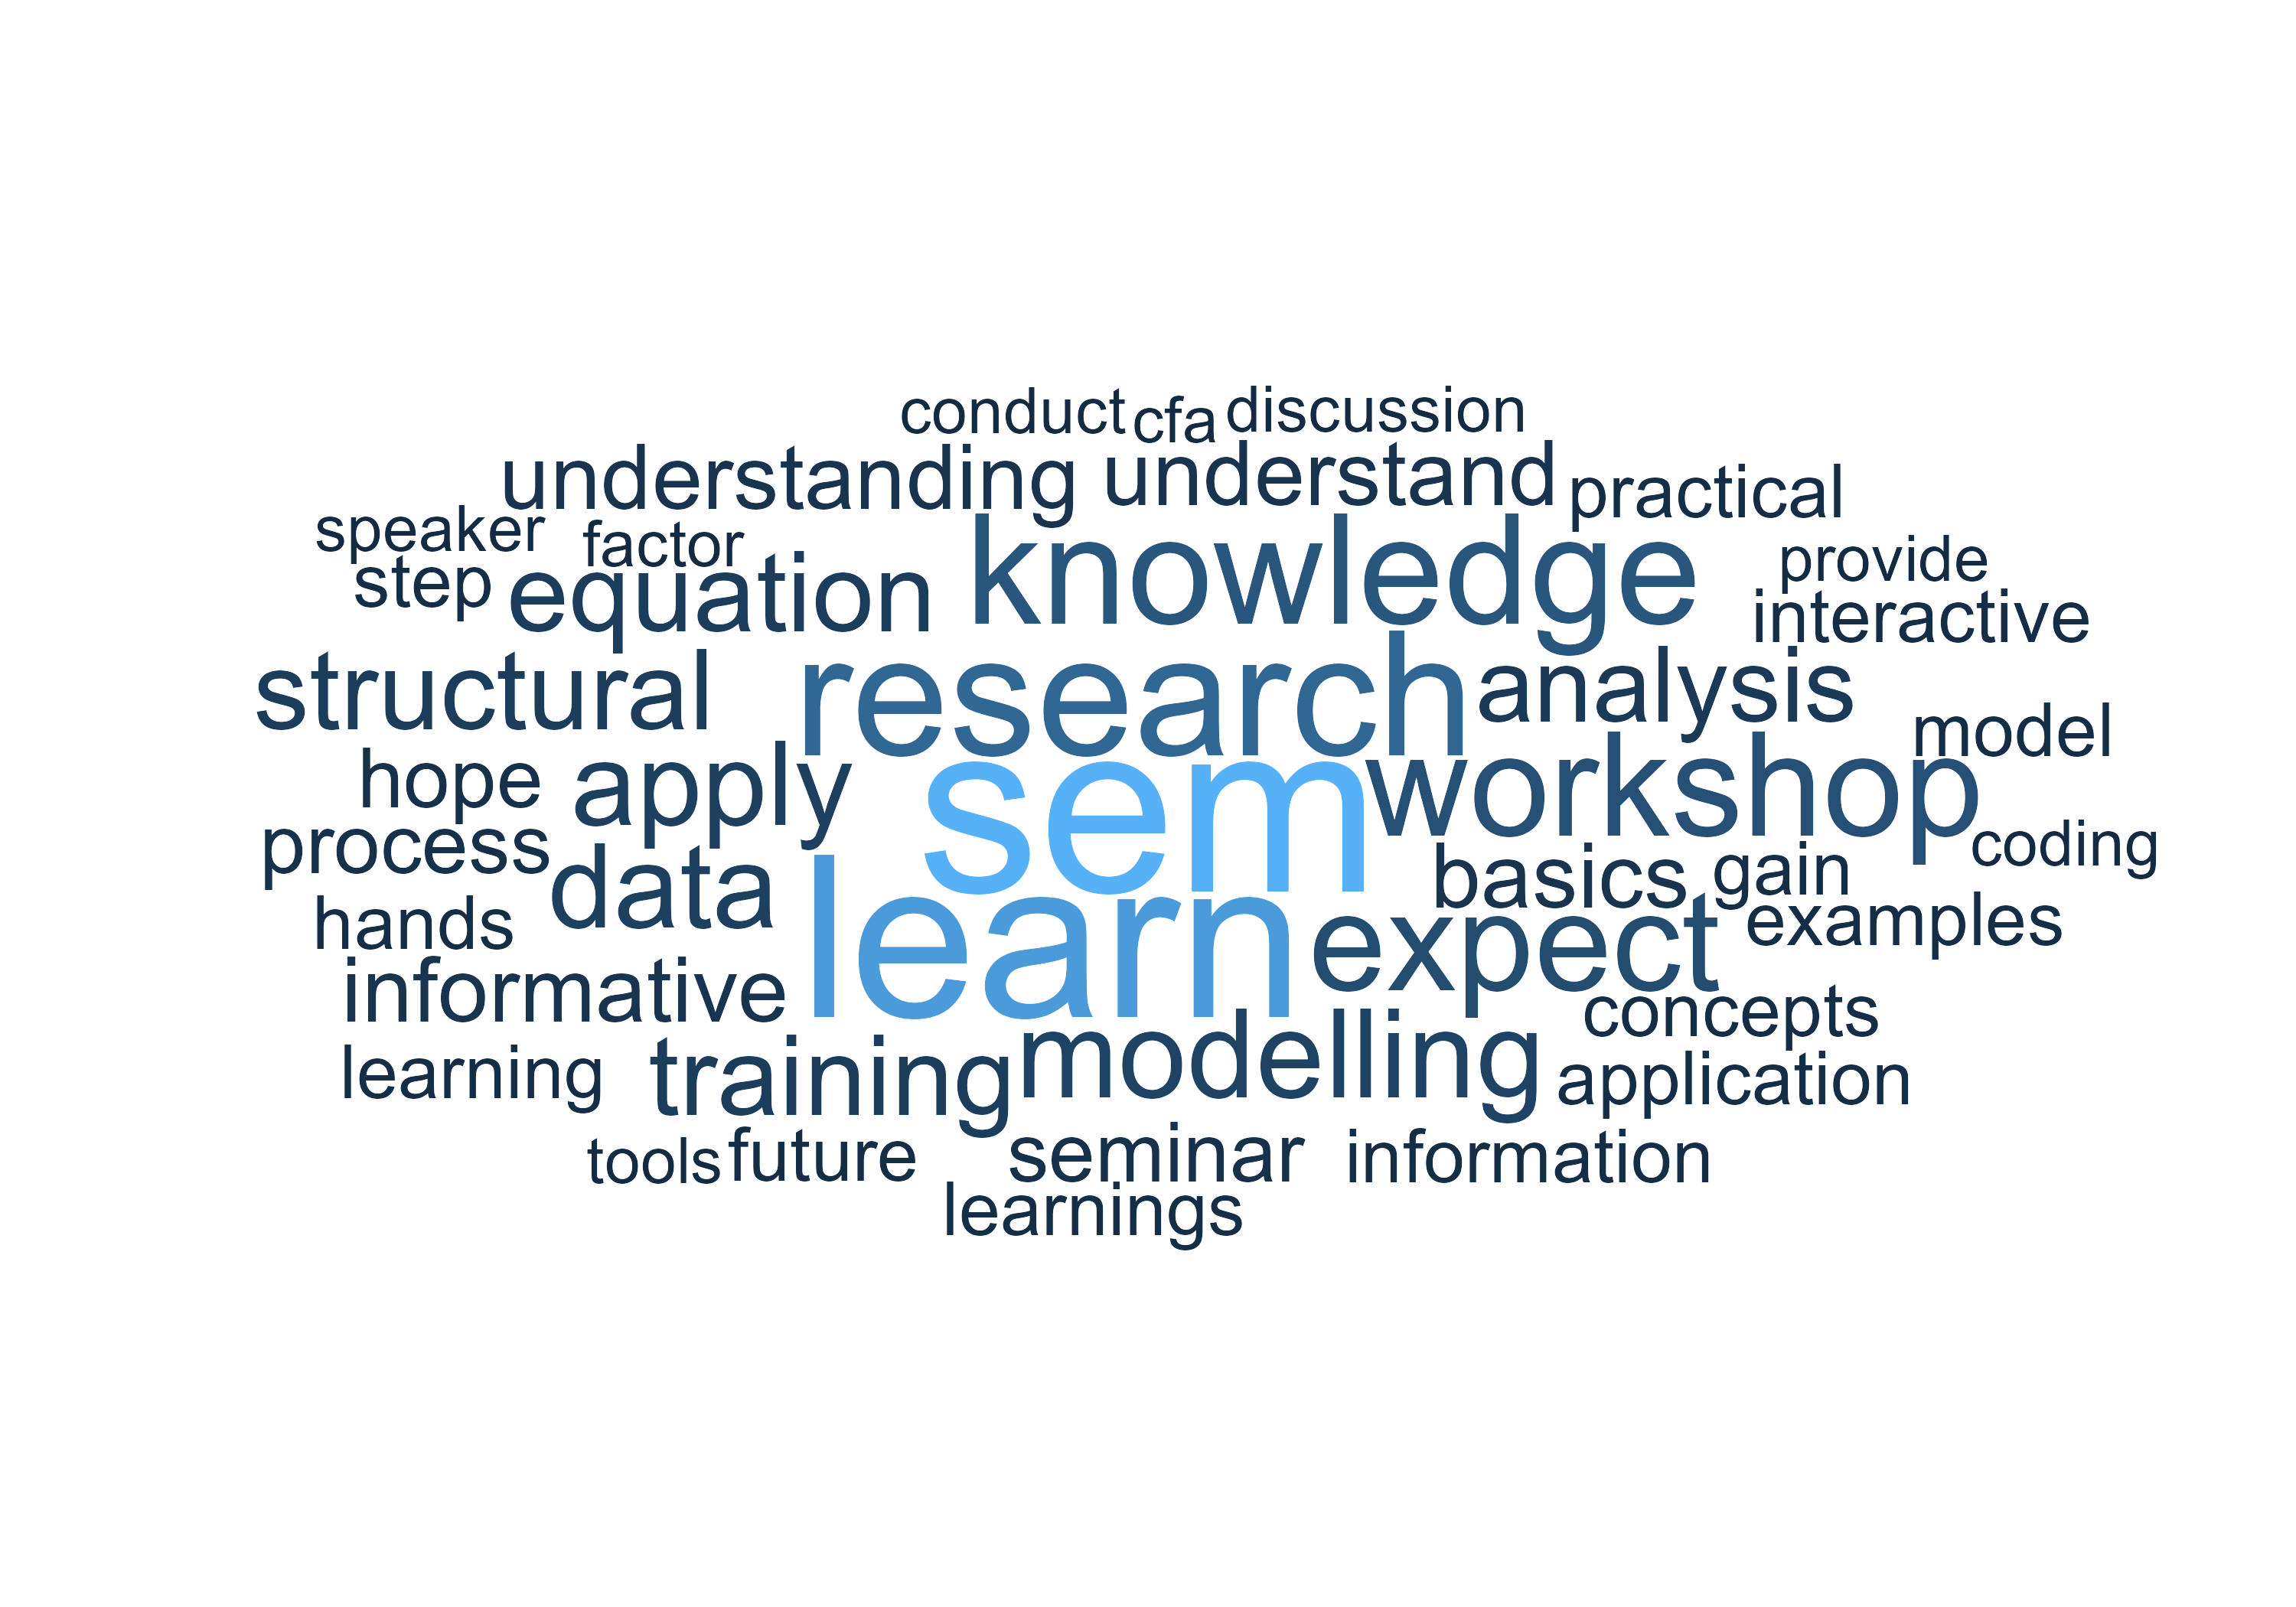 conduct cfa discussion
understanding understand practical
speaker factor knowledge provide
step equation interactive
structural research analysis model
hope apply sem workshop
process data basics gain coding
hands learn expect examples
informative concepts
learning training modelling application
tools future seminar information
learnings